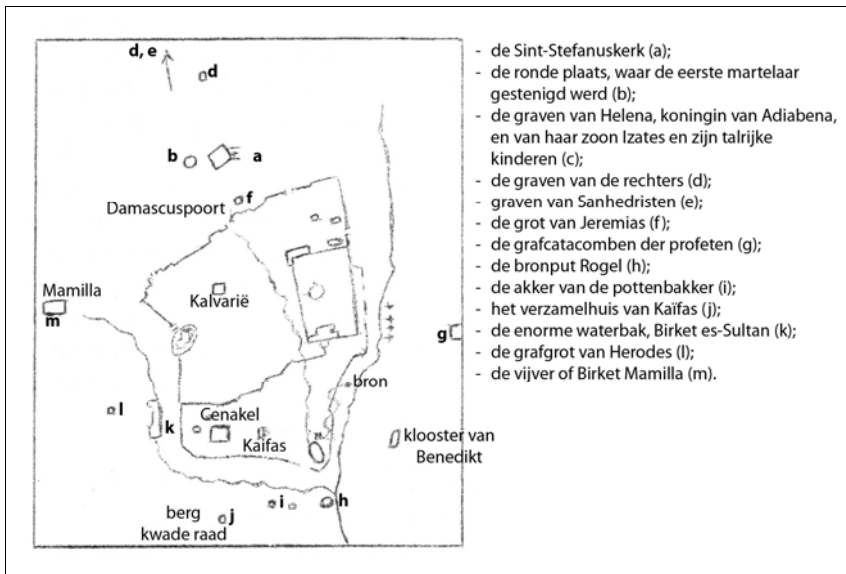 d, e
d
b
a
Damascuspoort
f
Mamilla
m
Kalvarië
g
bron
l
k
Cenakel
Kaïfas
klooster van
Benedikt
i
h
berg
kwade raad
j
- de Sint-Stefanuskerk (a);
- de ronde plaats, waar de eerste martelaar
gestenigd werd (b);
- de graven van Helena, koningin van Adiabena,
en van haar zoon Izates en zijn talrijke
kinderen (c);
- de graven van de rechters (d);
- graven van Sanhedristen (e);
- de grot van Jeremias (f);
- de grafcatacomben der profeten (g);
- de bronput Rogel (h);
- de akker van de pottenbakker (i);
- het verzamelhuis van Kaïfas (j);
- de enorme waterbak, Birket es-Sultan (k);
- de grafgrot van Herodes (l);
- de vijver of Birket Mamilla (m).